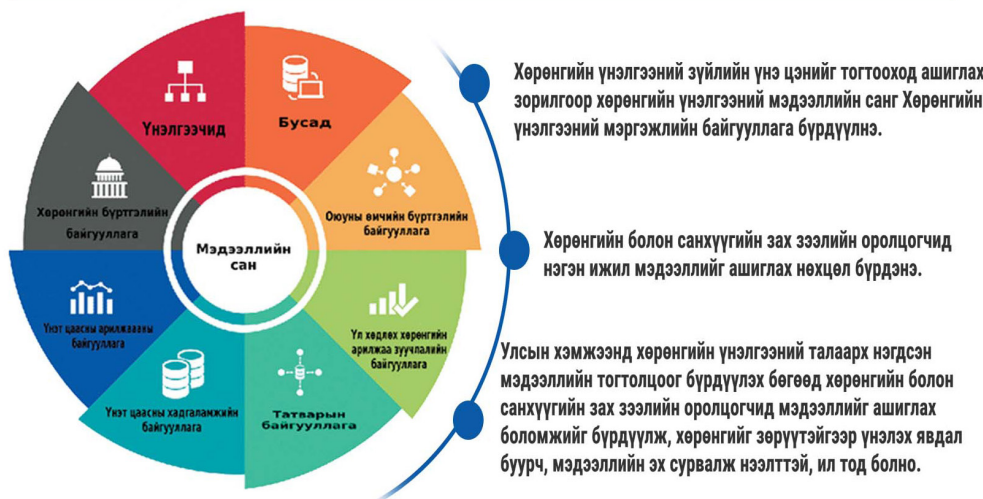 Үнэлгээчид
Бусад
Хөрөнгийн бүртгэлийн
байгууллага
Оюуны өмчийн бүртгэлийн
байгууллага
Мэдээллийн
сан
Үнэт цаасны арилжааны
байгууллага
Үл хөдлөх хөрөнгийн
арилжаа зуучлалийн
байгууллага
Үнэт цаасны хадгаламжийн
байгууллага
Татварын
байгууллага
Хөрөнгийн үнэлгээний зүйлийн үнэ цэнийг тогтооход ашиглах
зорилгоор хөрөнгийн үнэлгээний мэдээллийн санг Хөрөнгийн
үнэлгээний мэргэжлийн байгууллага бүрдүүлнэ.
Хөрөнгийн болон санхүүгийн зах зээлийн оролцогчид
нэгэн ижил мэдээллийг ашиглах нөхцөл бүрдэнэ.
Улсын хэмжээнд хөрөнгийн үнэлгээний талаарх нэгдсэн
мэдээллийн тогтолцоог бүрдүүлэх бөгөөд хөрөнгийн болон
санхүүгийн зах зээлийн оролцогчид мэдээллийг ашиглах
боломжийг бүрдүүлж, хөрөнгийг зөрүүтэйгээр үнэлэх явдал
буурч, мэдээллийн эх сурвалж нээлттэй, ил тод болно.